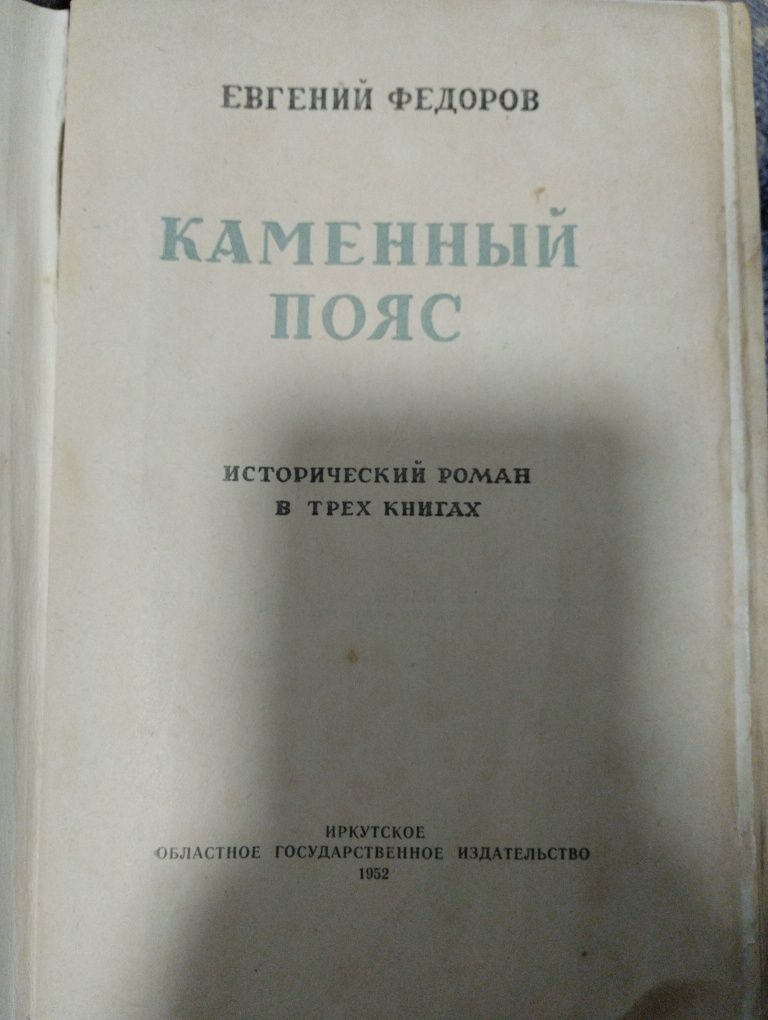 ЕВГЕНИЙ ФЕДОРОВ
КАМЕННЫЙ
ПОЯС
ИСТОРИЧЕСКИЙ РОМАН
В ТРЕХ КНИГАХ
ИРКУТСКОЕ
ОБЛАСТНОЕ ГОСУДАРСТВЕННОЕ ИЗДАТЕЛЬСТВО
1952